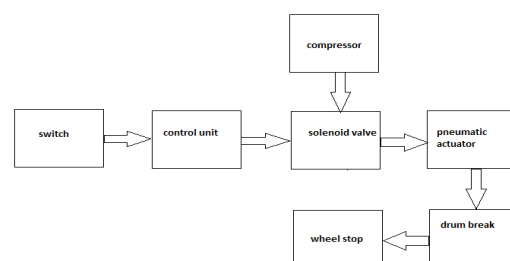 compressor
switch
control unit
solenoid valve
pneumatic
actuator
drum break
wheel stop